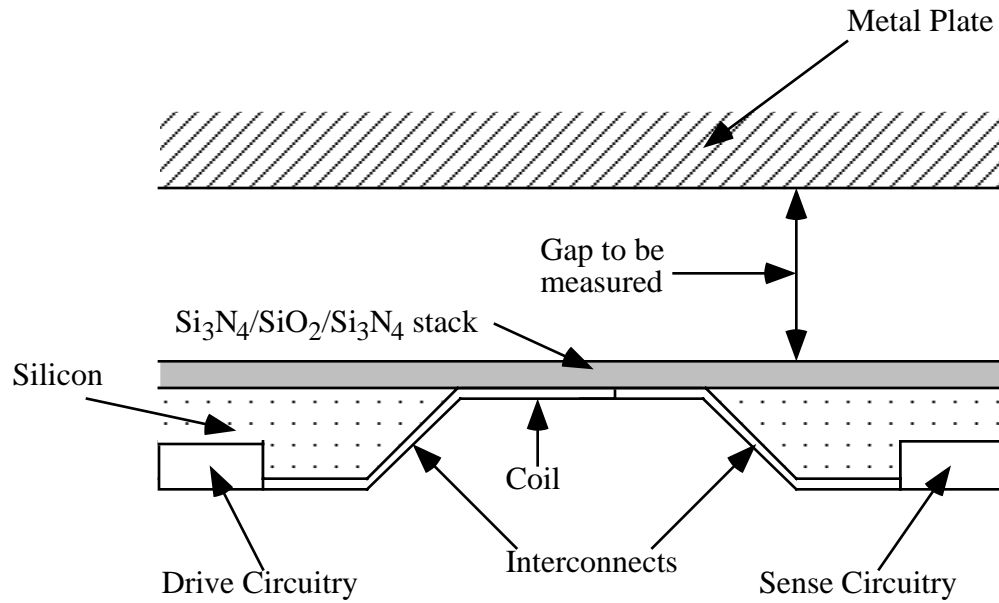 Metal Plate
Gap to be
measured
Si₃N₄/SiO₂/Si₃N₄ stack
Silicon
Coil
Interconnects
Drive Circuitry
Sense Circuitry